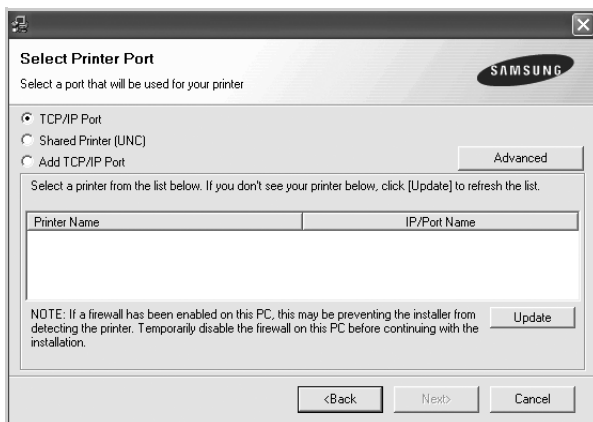 Select Printer Port
Select a port that will be used for your printer
SAMSUNG
TCP/IP Port
Shared Printer (UNC)
Add TCP/IP Port
Advanced
Select a printer from the list below. If you don't see your printer below, click [Update] to refresh the list.
Printer Name IP/Port Name
NOTE: If a firewall has been enabled on this PC, this may be preventing the installer from
detecting the printer. Temporarily disable the firewall on this PC before continuing with the
installation.
Update
<Back Next> Cancel